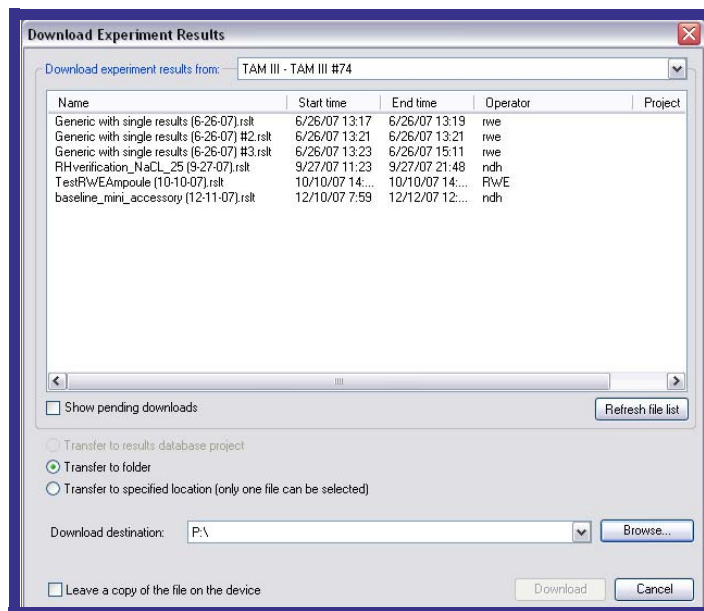 Download Experiment Results
Download experiment results from: TAM III - TAM III #74
Name Start time End time Operator Project
Generic with single results (6-26-07).rslt 6/26/07 13:17 6/26/07 13:19 rwe
Generic with single results (6-26-07) #2.rslt 6/26/07 13:21 6/26/07 13:21 rwe
Generic with single results (6-26-07) #3.rslt 6/26/07 13:23 6/26/07 15:11 rwe
RHverification_NaCL_25 (9-27-07).rslt 9/27/07 11:23 9/27/07 21:48 ndh
TestRWEAmpoule (10-10-07).rslt 10/10/07 14:... 10/10/07 14:... RWE
baseline_mini_accessory (12-11-07).rslt 12/10/07 7:59 12/12/07 12:... ndh
Show pending downloads Refresh file list
Transfer to results database project
Transfer to folder
Transfer to specified location (only one file can be selected)
Download destination: P:\ Browse...
Leave a copy of the file on the device Download Cancel